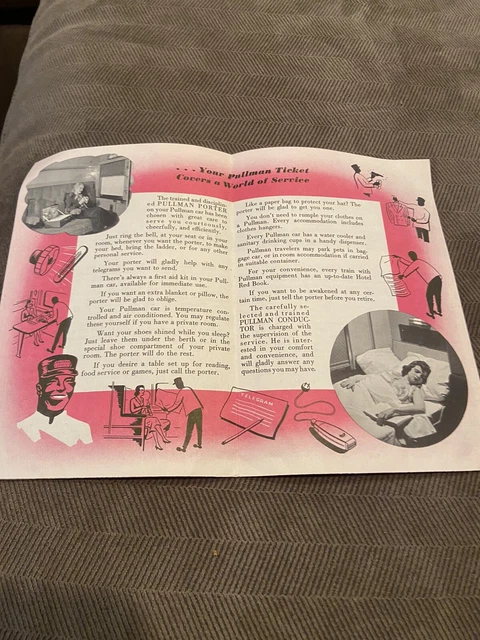 ...Your Pullman Ticket
Covers a World of Service
The trained and disciplin-
ed PULLMAN PORTER
on your Pullman car has been
chosen with great care to
serve you courteously,
cheerfully, and efficiently.
Just ring the bell, at your seat or in your
room, whenever you want the porter, to make
your bed, bring the ladder, or for any other
personal service.
Your porter will gladly help with any
telegrams you want to send.
There's always a first aid kit in your Pull-
man car, available for immediate use.
If you want an extra blanket or pillow, the
porter will be glad to oblige.
Your Pullman car is temperature con-
trolled and air conditioned. You may regulate
these yourself if you have a private room.
Want your shoes shined while you sleep?
Just leave them under the berth or in the
special shoe compartment of your private
room. The porter will do the rest.
If you desire a table set up for reading,
food service or games, just call the porter.
Like a paper bag to protect your hat? The
porter will be glad to get you one.
You don't need to rumple your clothes on
a Pullman. Every accommodation includes
clothes hangers.
Every Pullman car has a water cooler and
sanitary drinking cups in a handy dispenser.
Pullman travelers may park pets in bag-
gage car, or in room accommodation if carried
in suitable container.
For your convenience, every train with
Pullman equipment has an up-to-date Hotel
Red Book.
If you want to be awakened at any cer-
tain time, just tell the porter before you retire.
The carefully se-
lected and trained
PULLMAN CONDUC-
TOR is charged with
the supervision of the
service. He is inter-
ested in your comfort
and convenience, and
will gladly answer any
questions you may have.
TELEGRAM